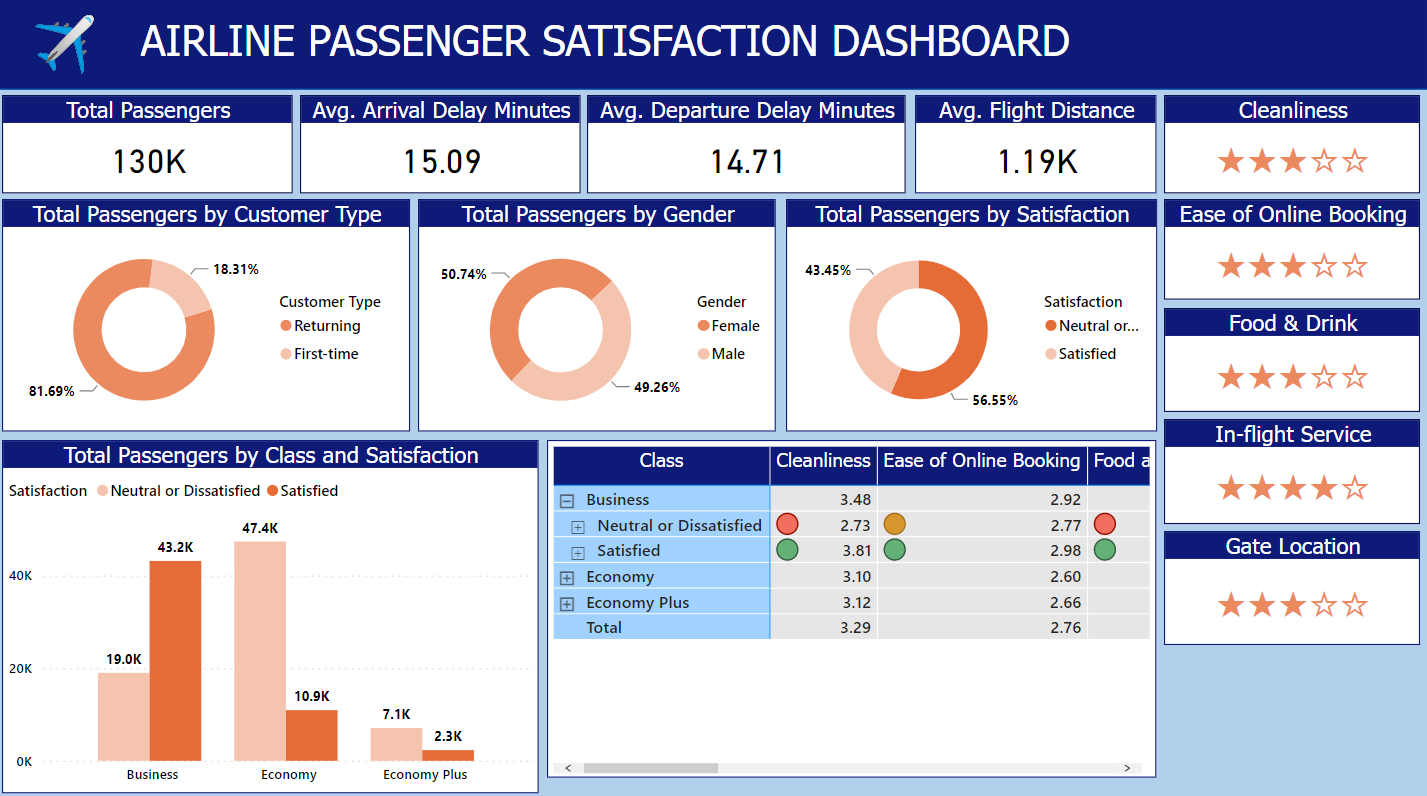 AIRLINE PASSENGER SATISFACTION DASHBOARD
Total Passengers
130K
Avg. Arrival Delay Minutes
15.09
Avg. Departure Delay Minutes
14.71
Avg. Flight Distance
1.19K
Cleanliness
Total Passengers by Customer Type
18.31%
81.69%
Customer Type
Returning
First-time
Total Passengers by Gender
50.74%
49.26%
Gender
Female
Male
Total Passengers by Satisfaction
43.45%
56.55%
Satisfaction
Neutral or...
Satisfied
Ease of Online Booking
Food & Drink
In-flight Service
Gate Location
Total Passengers by Class and Satisfaction
Satisfaction Neutral or Dissatisfied Satisfied
40K
20K
0K
19.0K
43.2K
47.4K
10.9K
7.1K
2.3K
Business Economy Economy Plus
Class Cleanliness Ease of Online Booking Food a
Business 3.48 2.92
Neutral or Dissatisfied 2.73 2.77
Satisfied 3.81 2.98
Economy 3.10 2.60
Economy Plus 3.12 2.66
Total 3.29 2.76